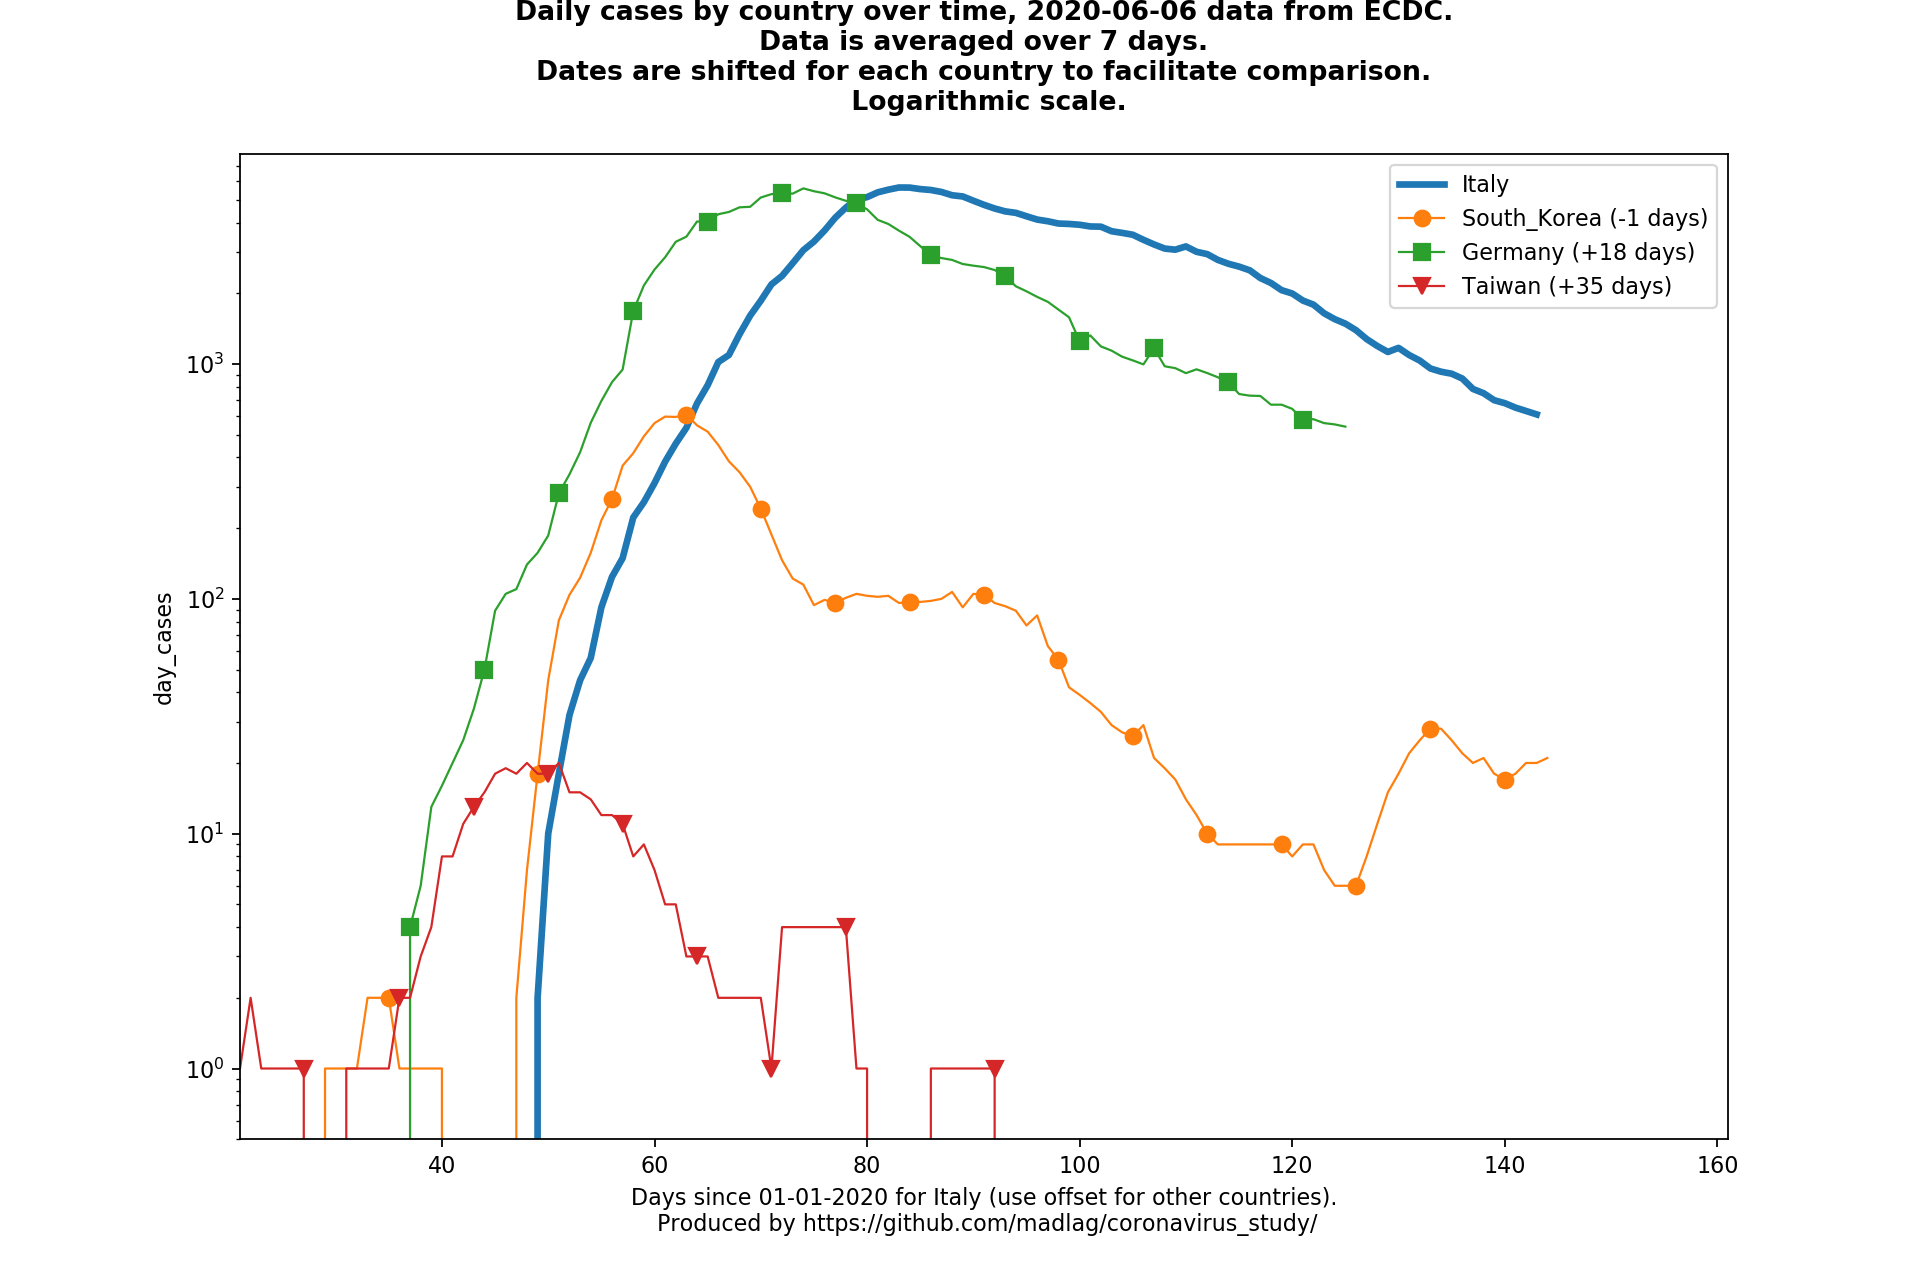 Daily cases by country over time, 2020-06-06 data from ECDC.
Data is averaged over 7 days.
Dates are shifted for each country to facilitate comparison.
Logarithmic scale.
Italy
South_Korea (-1 days)
Germany (+18 days)
Taiwan (+35 days)
day_cases
10³
10²
10¹
10⁰
40 60 80 100 120 140 160
Days since 01-01-2020 for Italy (use offset for other countries).
Produced by https://github.com/madlag/coronavirus_study/